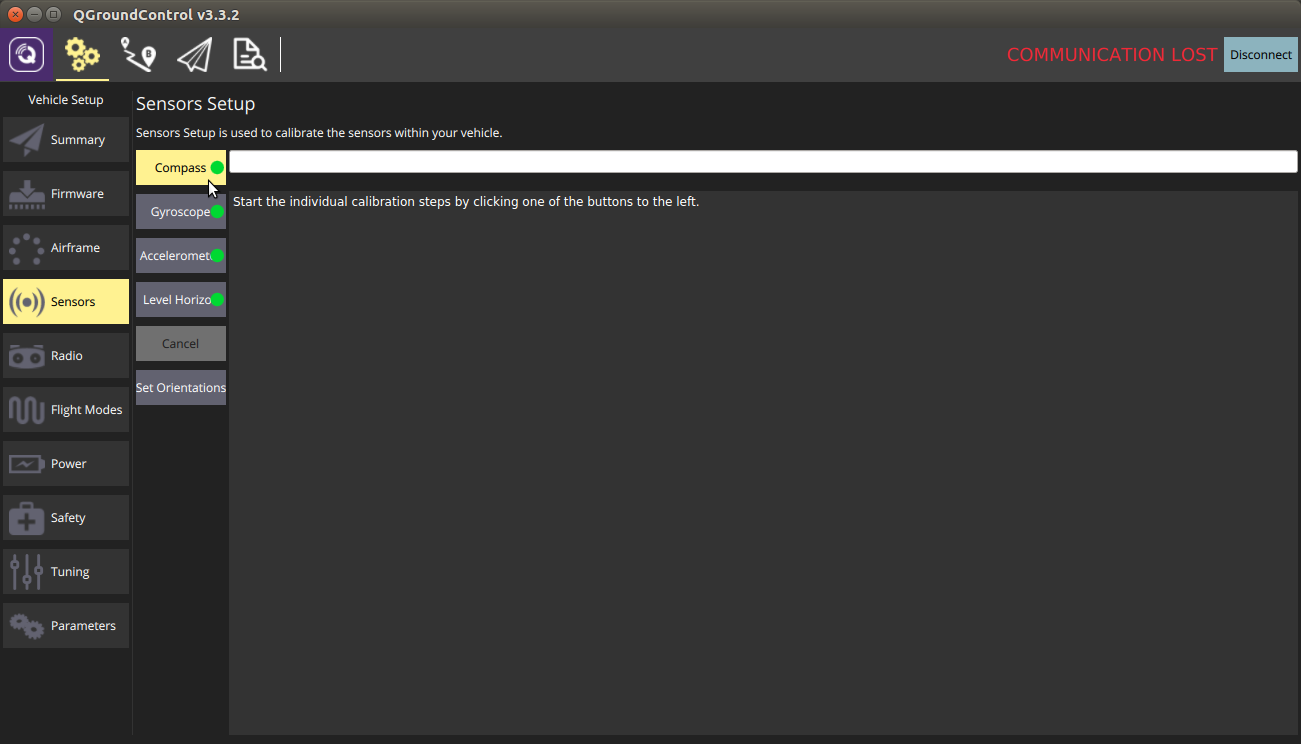 QGroundControl v3.3.2
COMMUNICATION LOST
Disconnect
Vehicle Setup
Summary
Firmware
Airframe
Sensors
Radio
Flight Modes
Power
Safety
Tuning
Parameters
Sensors Setup
Sensors Setup is used to calibrate the sensors within your vehicle.
Compass
Gyroscope
Acceleromet
Level Horizo
Cancel
Set Orientations
Start the individual calibration steps by clicking one of the buttons to the left.